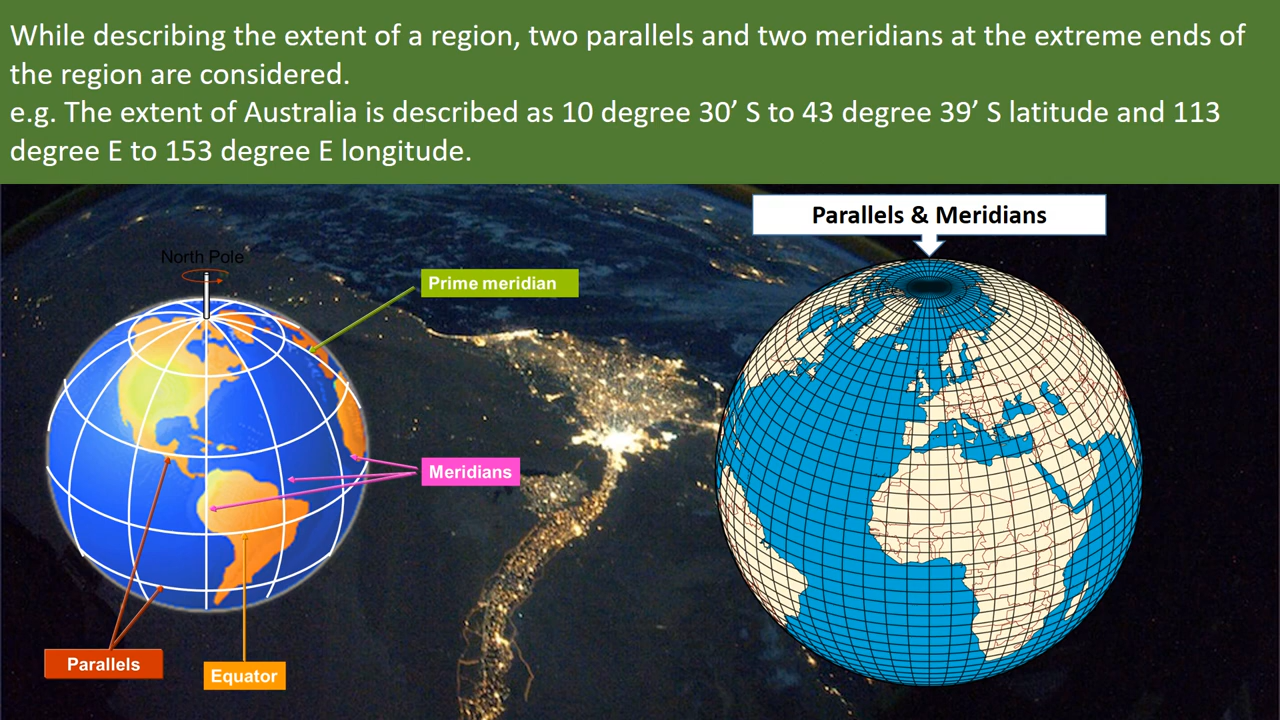 While describing the extent of a region, two parallels and two meridians at the extreme ends of
the region are considered.
e.g. The extent of Australia is described as 10 degree 30’ S to 43 degree 39’ S latitude and 113
degree E to 153 degree E longitude.
Parallels & Meridians
North Pole
Prime meridian
Meridians
Parallels
Equator